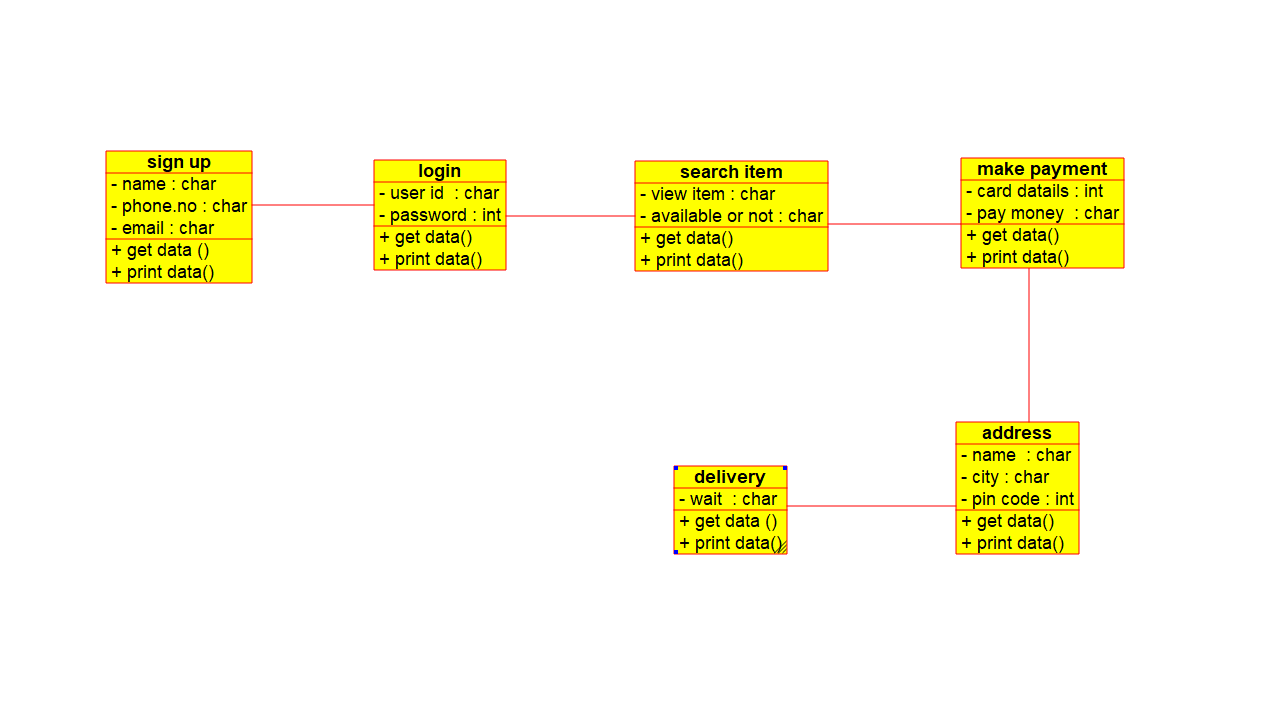 sign up
- name : char
- phone.no : char
- email : char
+ get data ()
+ print data()
login
- user id  : char
- password : int
+ get data()
+ print data()
search item
- view item : char
- available or not : char
+ get data()
+ print data()
make payment
- card datails : int
- pay money  : char
+ get data()
+ print data()
address
- name  : char
- city : char
- pin code : int
+ get data()
+ print data()
delivery
- wait  : char
+ get data ()
+ print data()